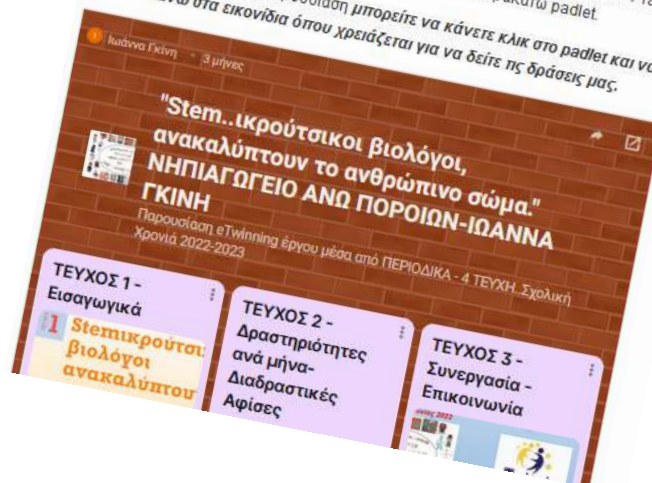 μπορείτε να κάνετε κλικ στο padlet και να
στα εικονίδια όπου χρειάζεται για να δείτε τις δράσεις μας.
Ιωάννα Γκίνη • 3 μήνες
"Stem..ικρούτσικοι βιολόγοι,
ανακαλύπτουν το ανθρώπινο σώμα."
ΝΗΠΙΑΓΩΓΕΙΟ ΑΝΩ ΠΟΡΟΙΩΝ-ΙΩΑΝΝΑ
ΓΚΙΝΗ
Παρουσίαση eTwinning έργου μέσα από ΠΕΡΙΟΔΙΚΑ - 4 ΤΕΥΧΗ. Σχολική
Χρονιά 2022-2023
ΤΕΥΧΟΣ 1 -
Εισαγωγικά
1 Stemικρούτσι
βιολόγοι
ανακαλύπτουν
ΤΕΥΧΟΣ 2 -
Δραστηριότητες
ανά μήνα-
Διαδραστικές
Αφίσες
ΤΕΥΧΟΣ 3 -
Συνεργασία -
Επικοινωνία
2022